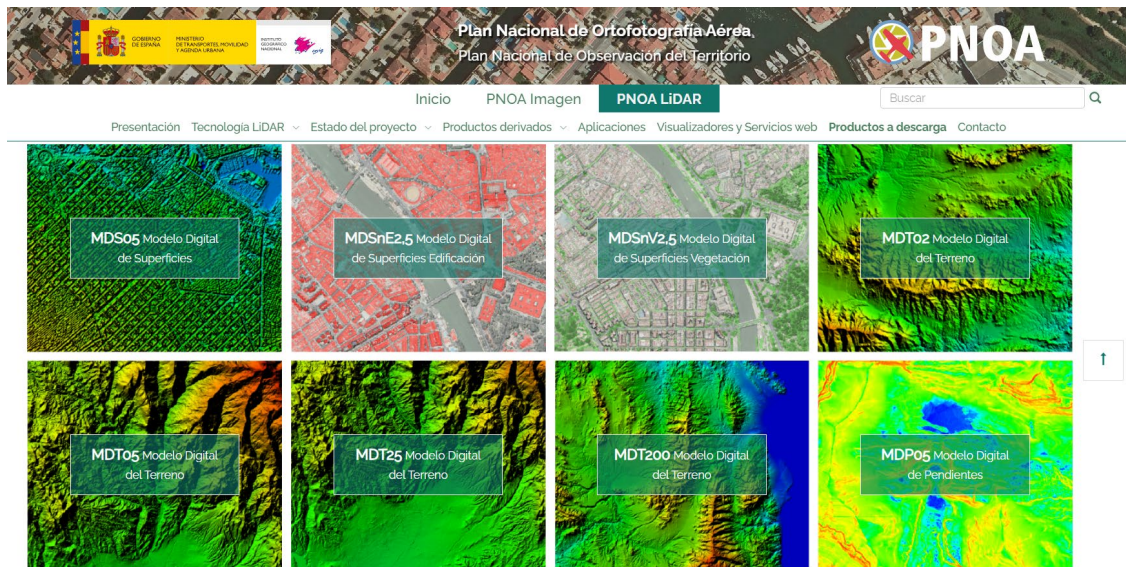 GOBIERNO
DE ESPAÑA
MINISTERIO
DE TRANSPORTES, MOVILIDAD
Y AGENDA URBANA
INSTITUTO
GEOGRÁFICO
NACIONAL
Plan Nacional de Ortofotografía Aérea,
Plan Nacional de Observación del Territorio
PNOA
Inicio PNOA Imagen PNOA LiDAR
Buscar
Presentación Tecnología LiDAR Estado del proyecto Productos derivados Aplicaciones Visualizadores y Servicios web Productos a descarga Contacto
MDS05 Modelo Digital
de Superficies
MDSnE2,5 Modelo Digital
de Superficies Edificación
MDSnV2,5 Modelo Digital
de Superficies Vegetación
MDT02 Modelo Digital
del Terreno
MDT05 Modelo Digital
del Terreno
MDT25 Modelo Digital
del Terreno
MDT200 Modelo Digital
del Terreno
MDP05 Modelo Digital
de Pendientes